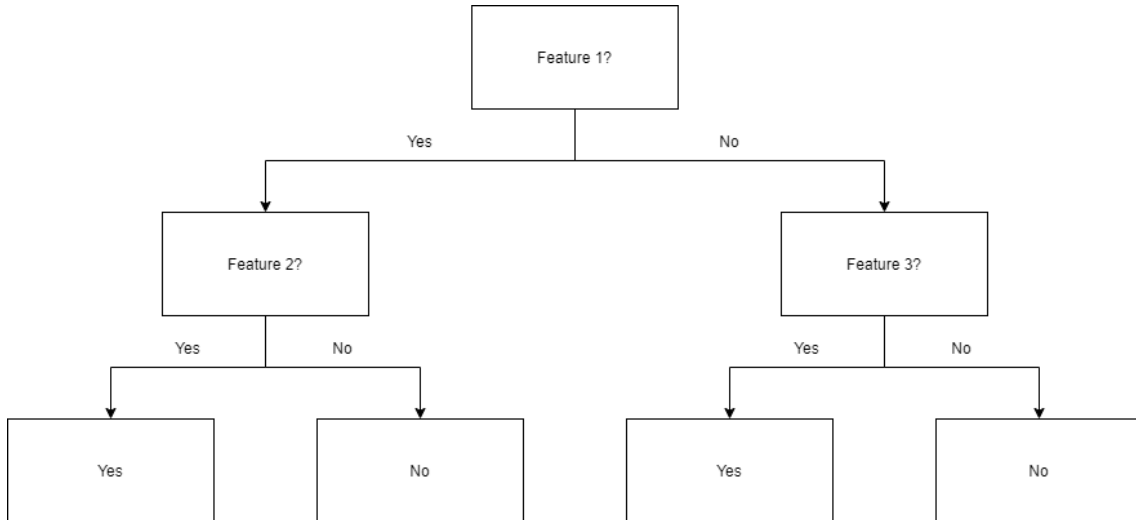 Feature 1?
Yes
No
Feature 2?
Feature 3?
Yes
No
Yes
No
Yes
No
Yes
No